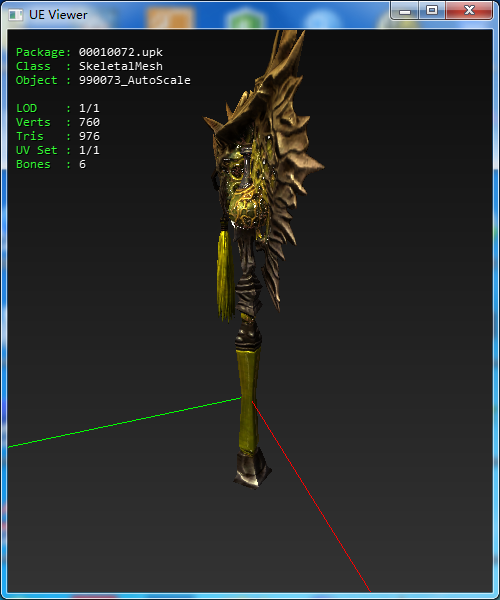 UE Viewer
Package: 00010072.upk
Class : SkeletalMesh
Object : 990073_AutoScale
LOD : 1/1
Verts : 760
Tris : 976
UV Set : 1/1
Bones : 6